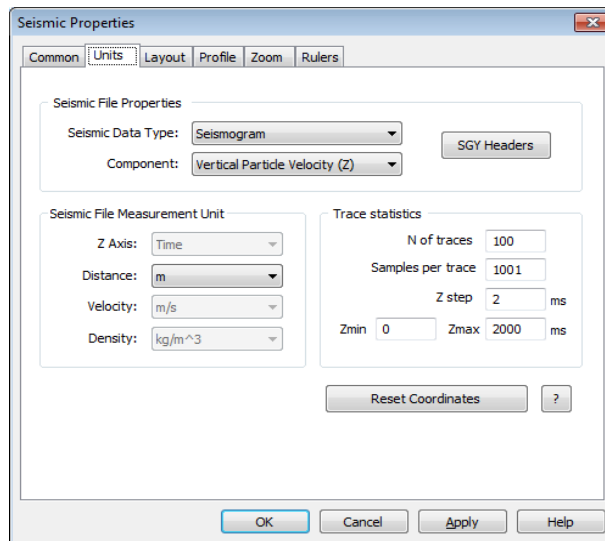 Seismic Properties
Common Units Layout Profile Zoom Rulers
Seismic File Properties
Seismic Data Type: Seismogram
SGY Headers
Component: Vertical Particle Velocity (Z)
Seismic File Measurement Unit
Z Axis: Time
Distance: m
Velocity: m/s
Density: kg/m^3
Trace statistics
N of traces 100
Samples per trace 1001
Z step 2 ms
Zmin 0 Zmax 2000 ms
Reset Coordinates ?
OK Cancel Apply Help